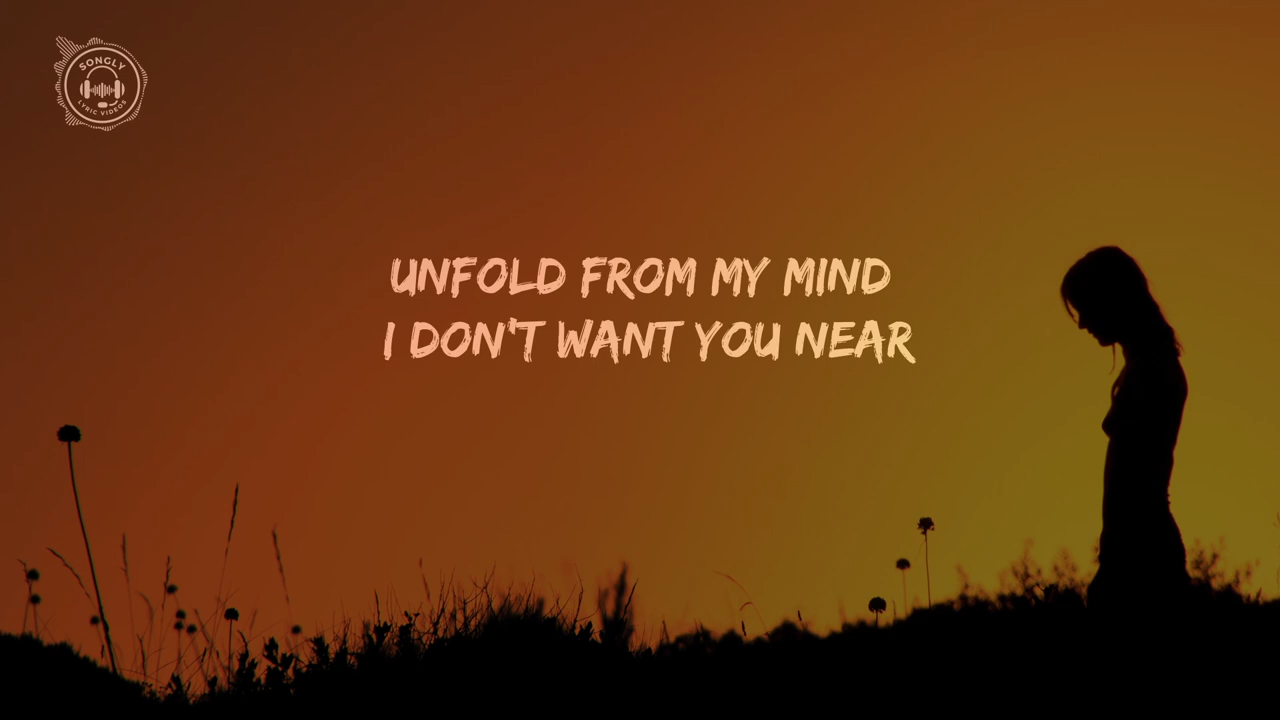 SONGLY
LYRIC VIDEOS
UNFOLD FROM MY MIND
I DON'T WANT YOU NEAR